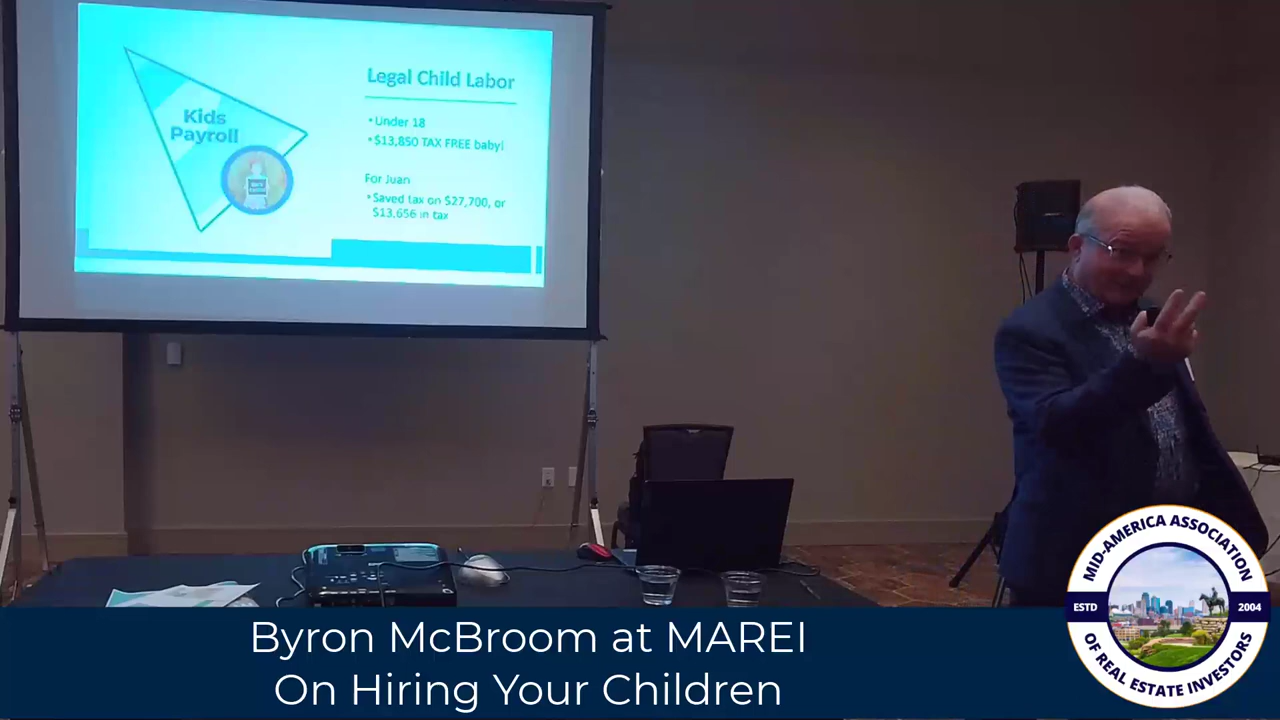 Legal Child Labor
Kids
Payroll
• Under 18
• $13,850 TAX FREE baby!
For Juan
• Saved tax on $27,700, or
$13,656 in tax
MID-AMERICA ASSOCIATION
ESTD
2004
OF REAL ESTATE INVESTORS
Byron McBroom at MAREI
On Hiring Your Children